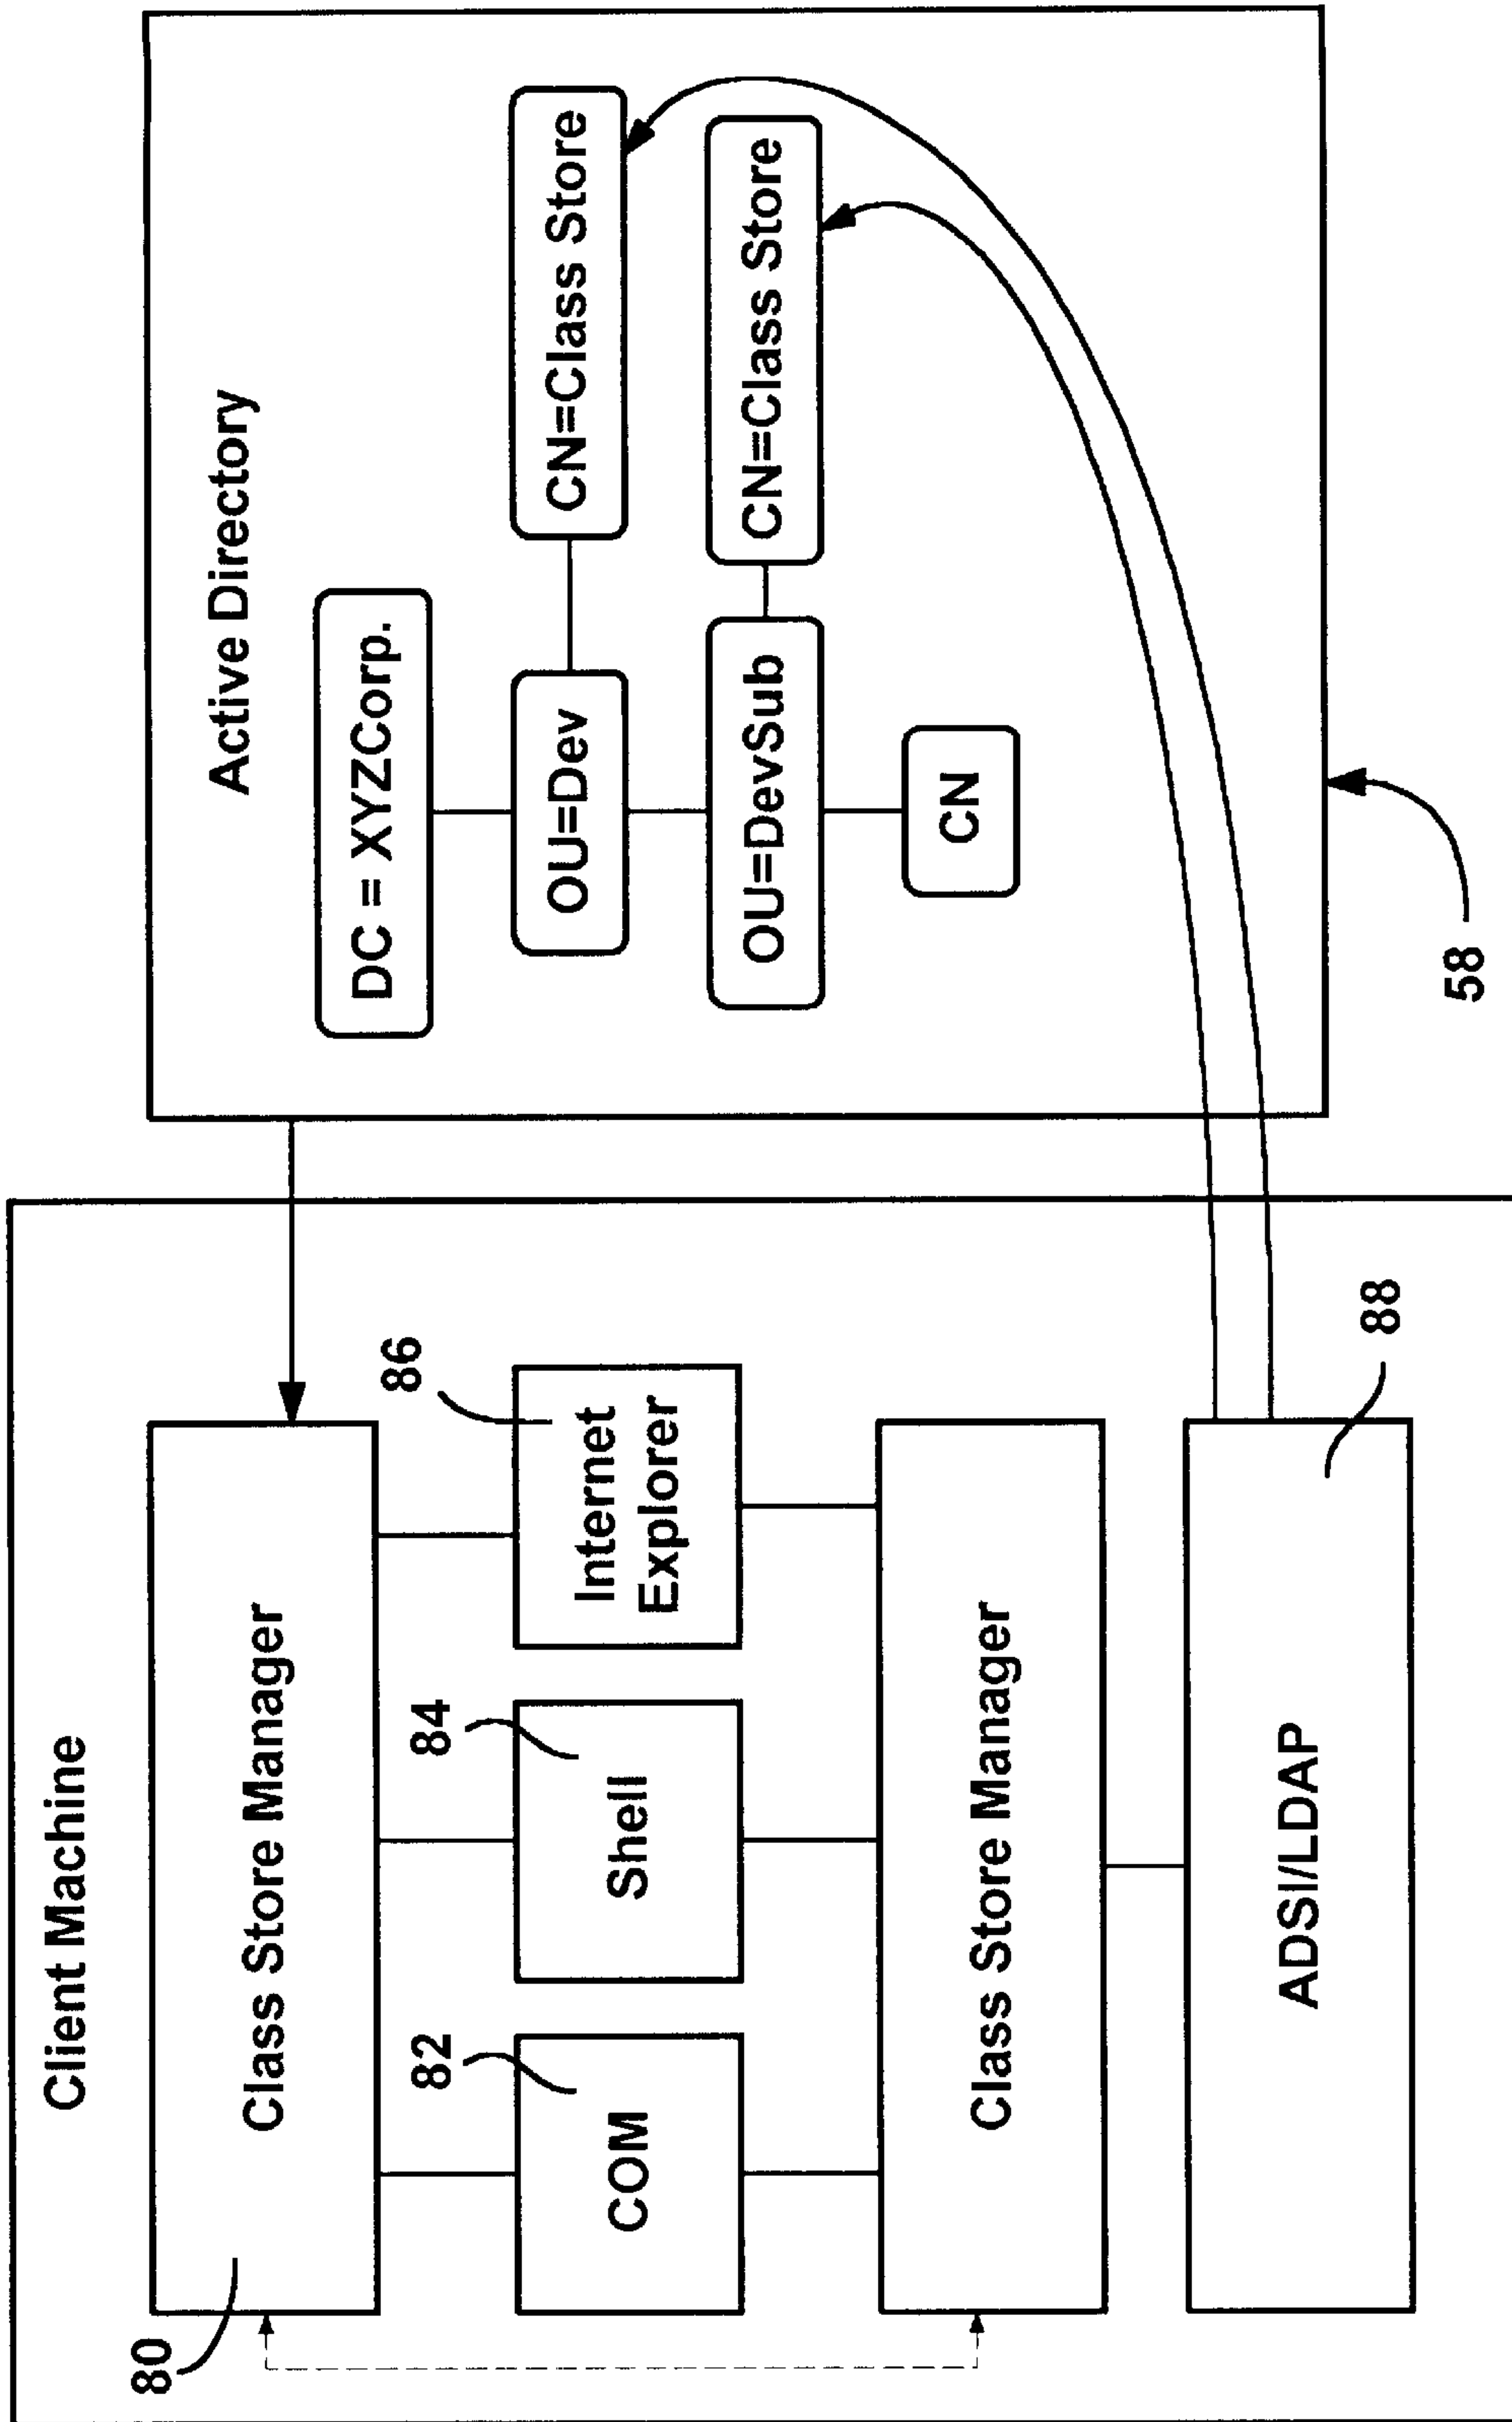 Client Machine
80
Class Store Manager
82
COM
84
Shell
86
Internet
Explorer
Class Store Manager
ADSI/LDAP
88
Active Directory
DC = XYZCorp.
OU=Dev
CN=Class Store
OU=DevSub
CN=Class Store
CN
58